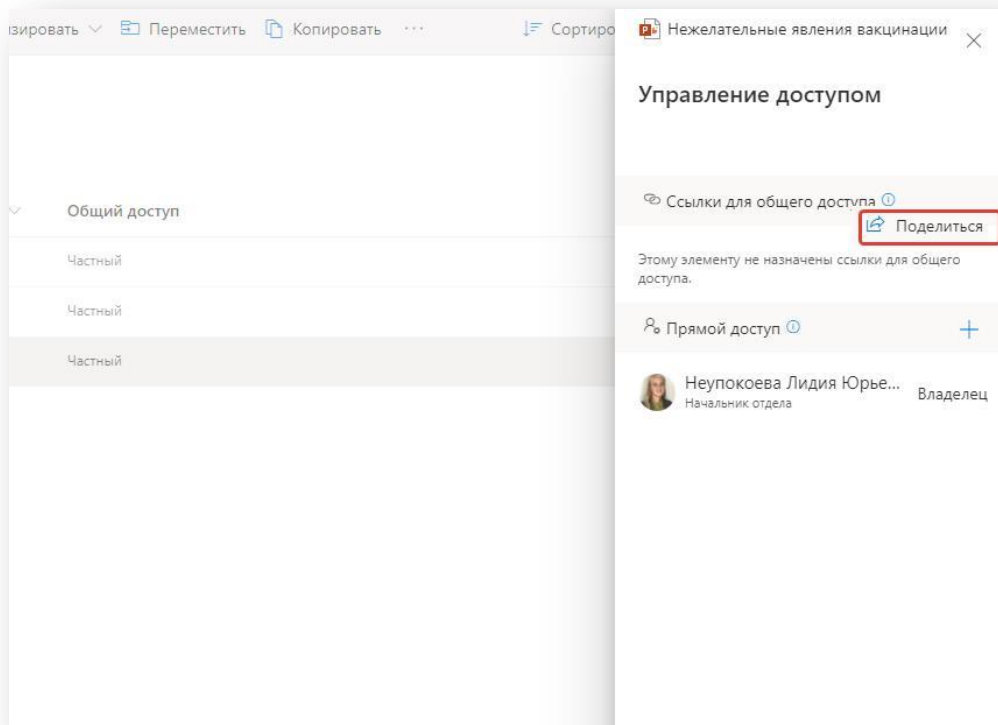 Переместить Копировать ··· Сортиро
Нежелательные явления вакцинации
Управление доступом
Общий доступ
Частный
Частный
Частный
Ссылки для общего доступа
Поделиться
Этому элементу не назначены ссылки для общего
доступа.
Прямой доступ
Неупокоева Лидия Юрье... Владелец
Начальник отдела